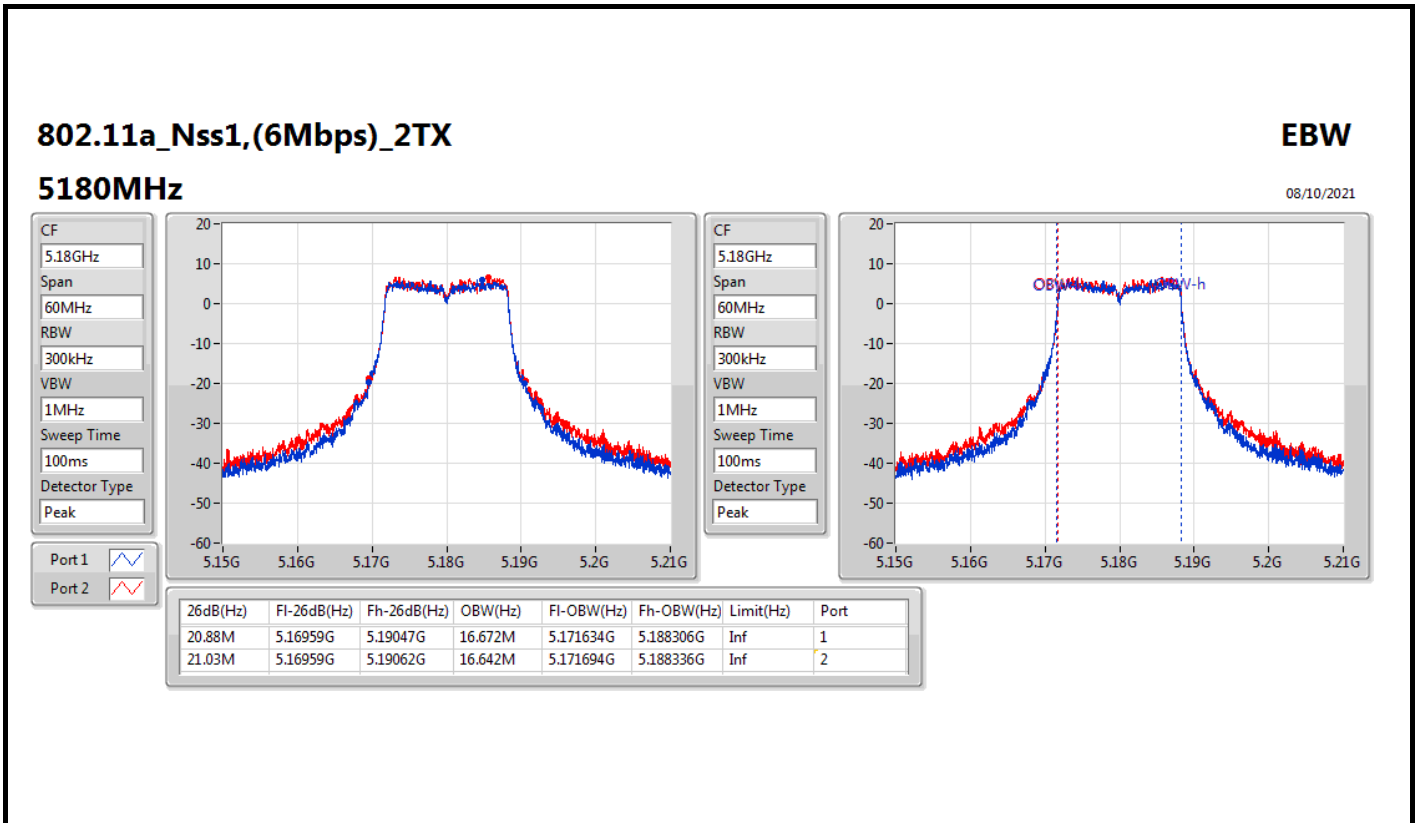 802.11a_Nss1,(6Mbps)_2TX
EBW
5180MHz
08/10/2021
CF
5.18GHz
Span
60MHz
RBW
300kHz
VBW
1MHz
Sweep Time
100ms
Detector Type
Peak
Port 1
Port 2
20
10
0
-10
-20
-30
-40
-50
-60
5.15G 5.16G 5.17G 5.18G 5.19G 5.2G 5.21G
CF
5.18GHz
Span
60MHz
RBW
300kHz
VBW
1MHz
Sweep Time
100ms
Detector Type
Peak
20
10
0
-10
-20
-30
-40
-50
-60
5.15G 5.16G 5.17G 5.18G 5.19G 5.2G 5.21G
26dB(Hz) Fl-26dB(Hz) Fh-26dB(Hz) OBW(Hz) Fl-OBW(Hz) Fh-OBW(Hz) Limit(Hz) Port
20.88M 5.16959G 5.19047G 16.672M 5.171634G 5.188306G Inf 1
21.03M 5.16959G 5.19062G 16.642M 5.171694G 5.188336G Inf 2